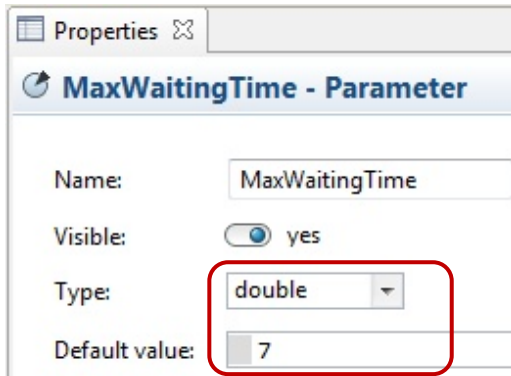 Properties
MaxWaitingTime - Parameter
Name: MaxWaitingTime
Visible: yes
Type: double
Default value: 7